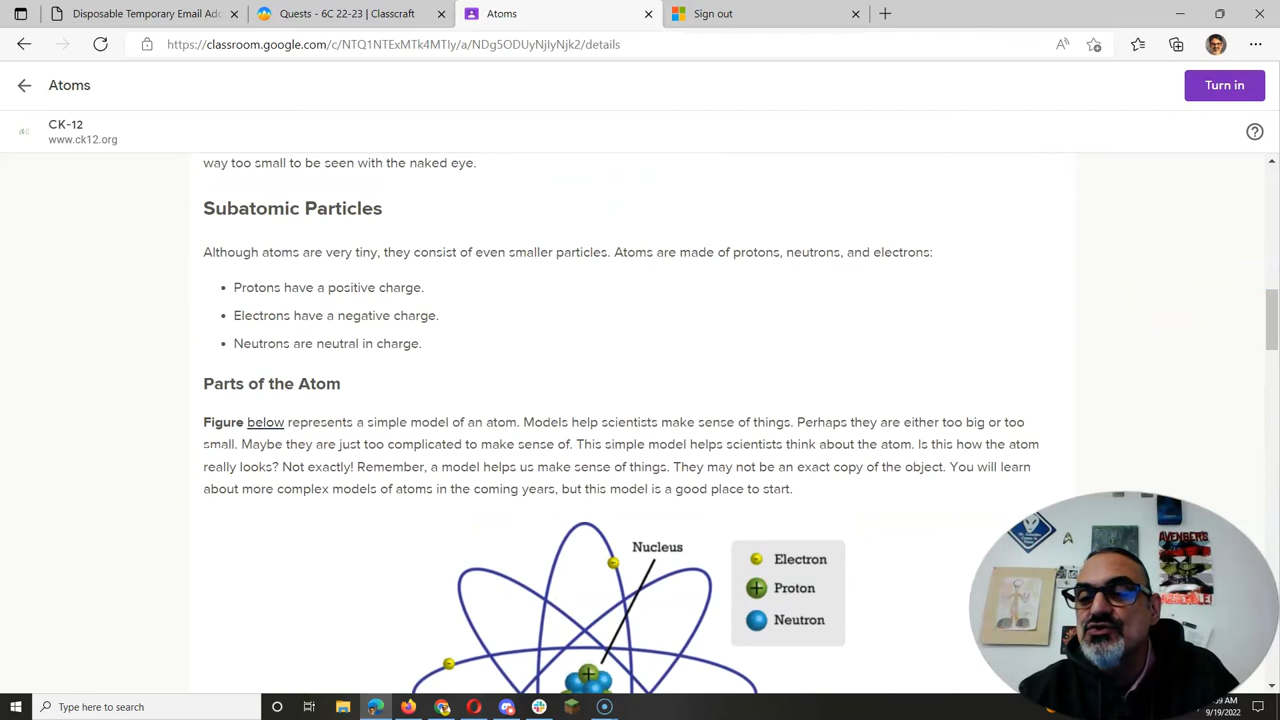 Disposable Temporary Email Ad
Quests - 6C 22-23 | Classcraft
Atoms
Sign out
https://classroom.google.com/c/NTQ1NTExMTk4MTIy/a/NDg5ODUyNjIyNjk2/details
Atoms
Turn in
CK-12
www.ck12.org
way too small to be seen with the naked eye.
Subatomic Particles
Although atoms are very tiny, they consist of even smaller particles. Atoms are made of protons, neutrons, and electrons:
• Protons have a positive charge.
• Electrons have a negative charge.
• Neutrons are neutral in charge.
Parts of the Atom
Figure below represents a simple model of an atom. Models help scientists make sense of things. Perhaps they are either too big or too
small. Maybe they are just too complicated to make sense of. This simple model helps scientists think about the atom. Is this how the atom
really looks? Not exactly! Remember, a model helps us make sense of things. They may not be an exact copy of the object. You will learn
about more complex models of atoms in the coming years, but this model is a good place to start.
Nucleus
Electron
Proton
Neutron
AVENGERS
Type here to search
9/19/2022